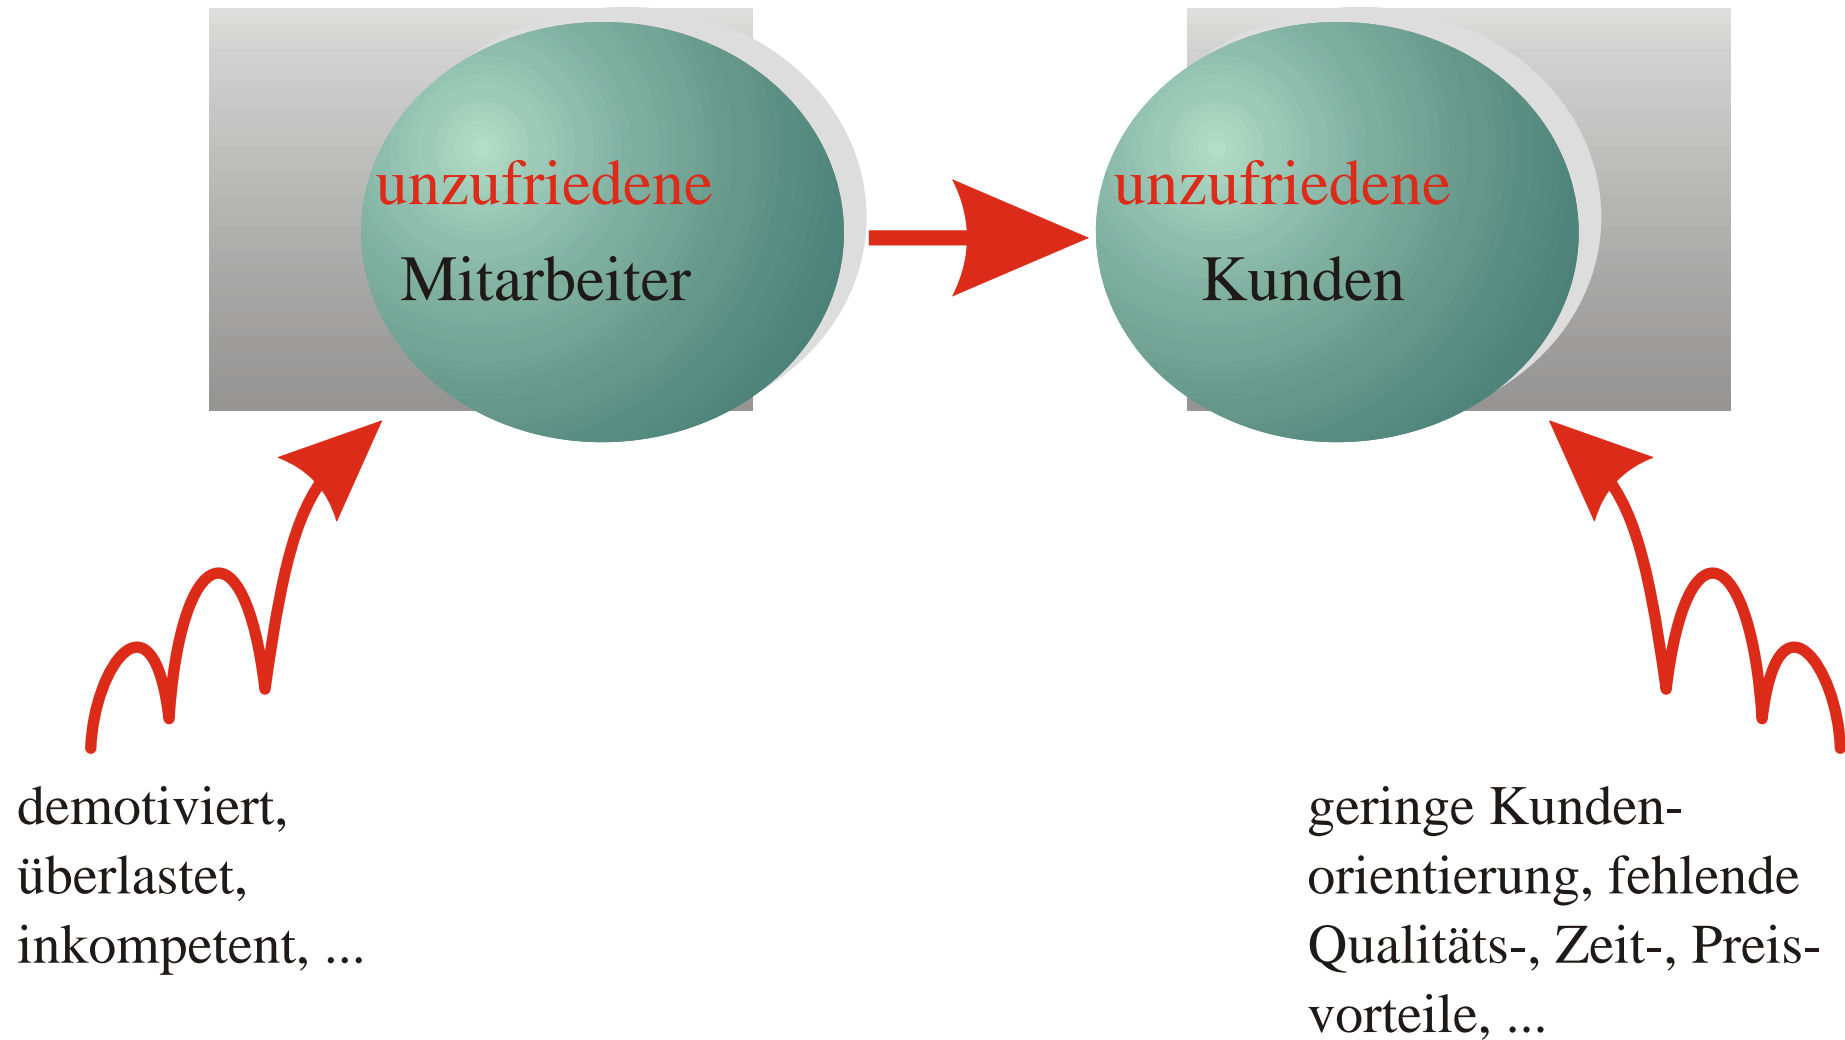 unzufriedene
Mitarbeiter
unzufriedene
Kunden
demotiviert,
überlastet,
inkompetent, ...
geringe Kunden-
orientierung, fehlende
Qualitäts-, Zeit-, Preis-
vorteile, ...